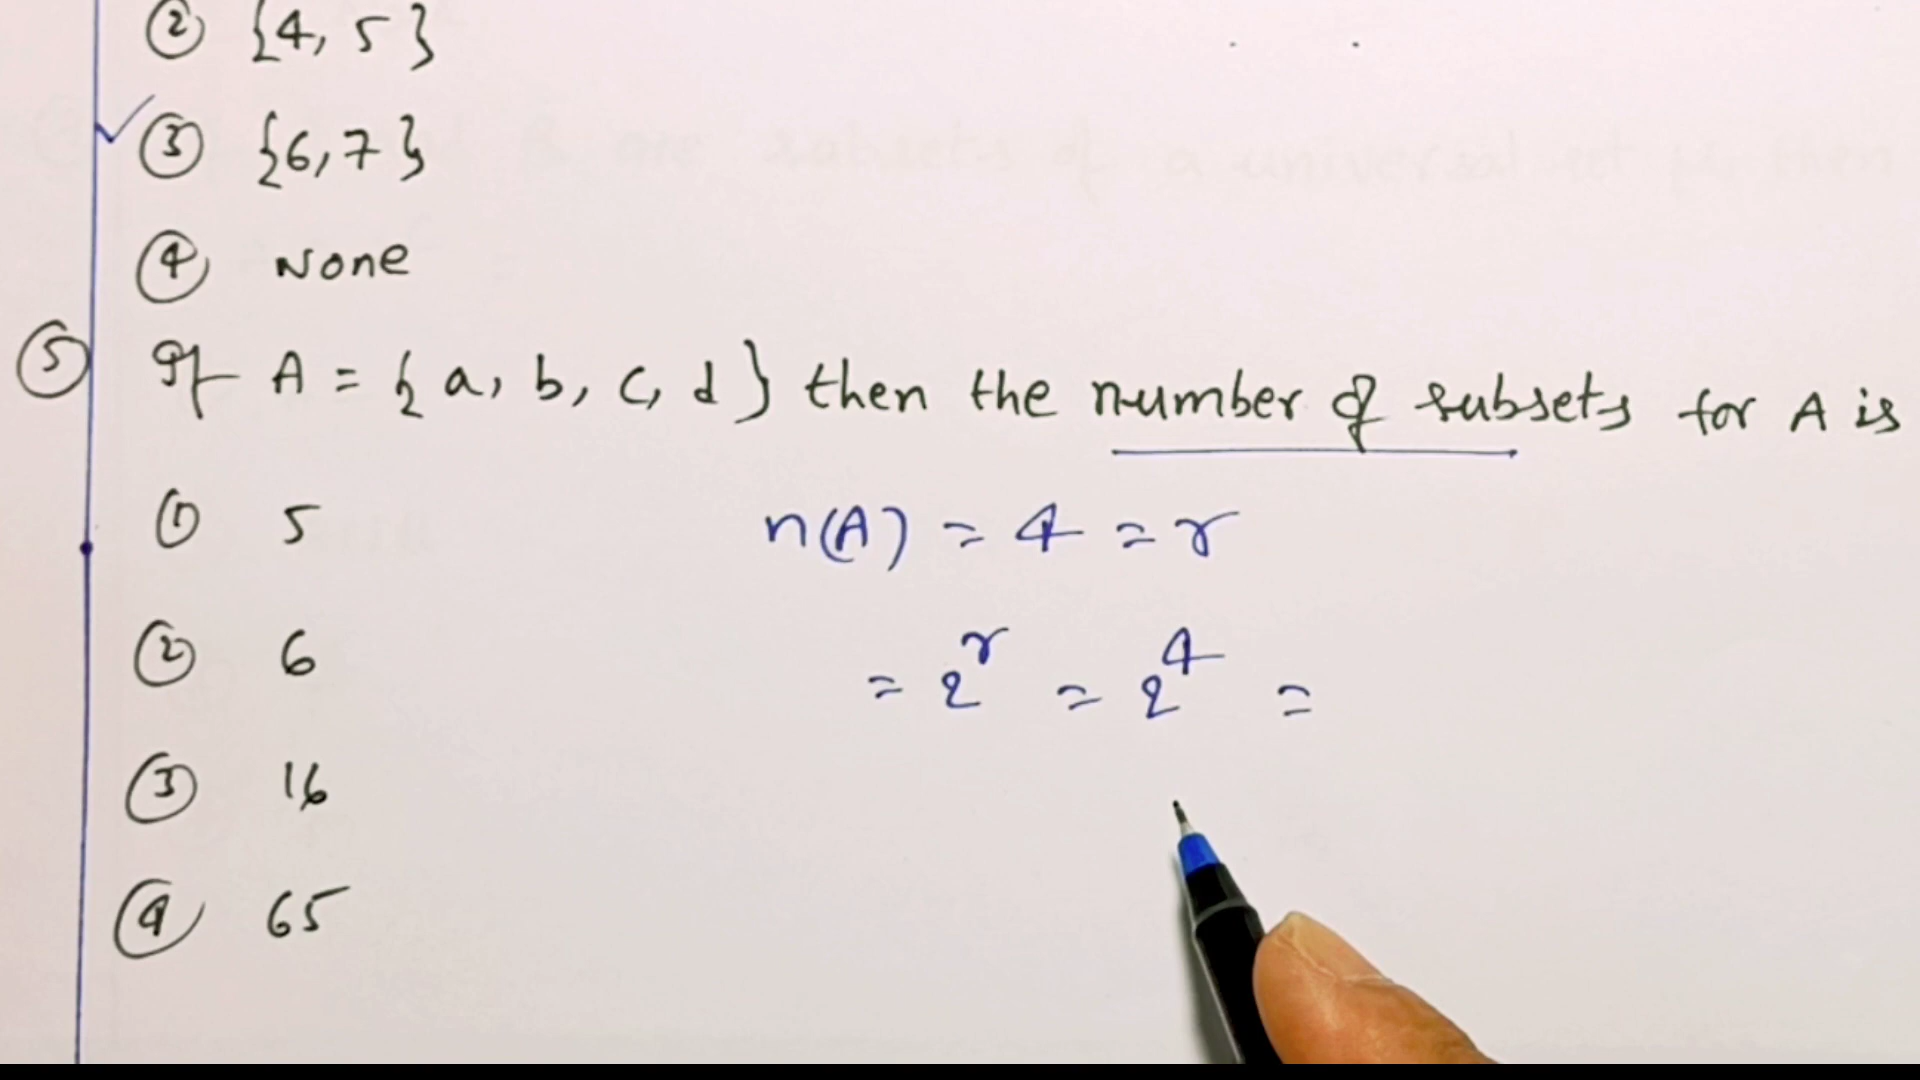 ② {4, 5}
✓ ③ {6, 7}
④ None
⑤ If A = {a, b, c, d} then the number of subsets for A is
① 5
n(A) = 4 = r
② 6
= 2^r = 2^4 =
③ 16
④ 65